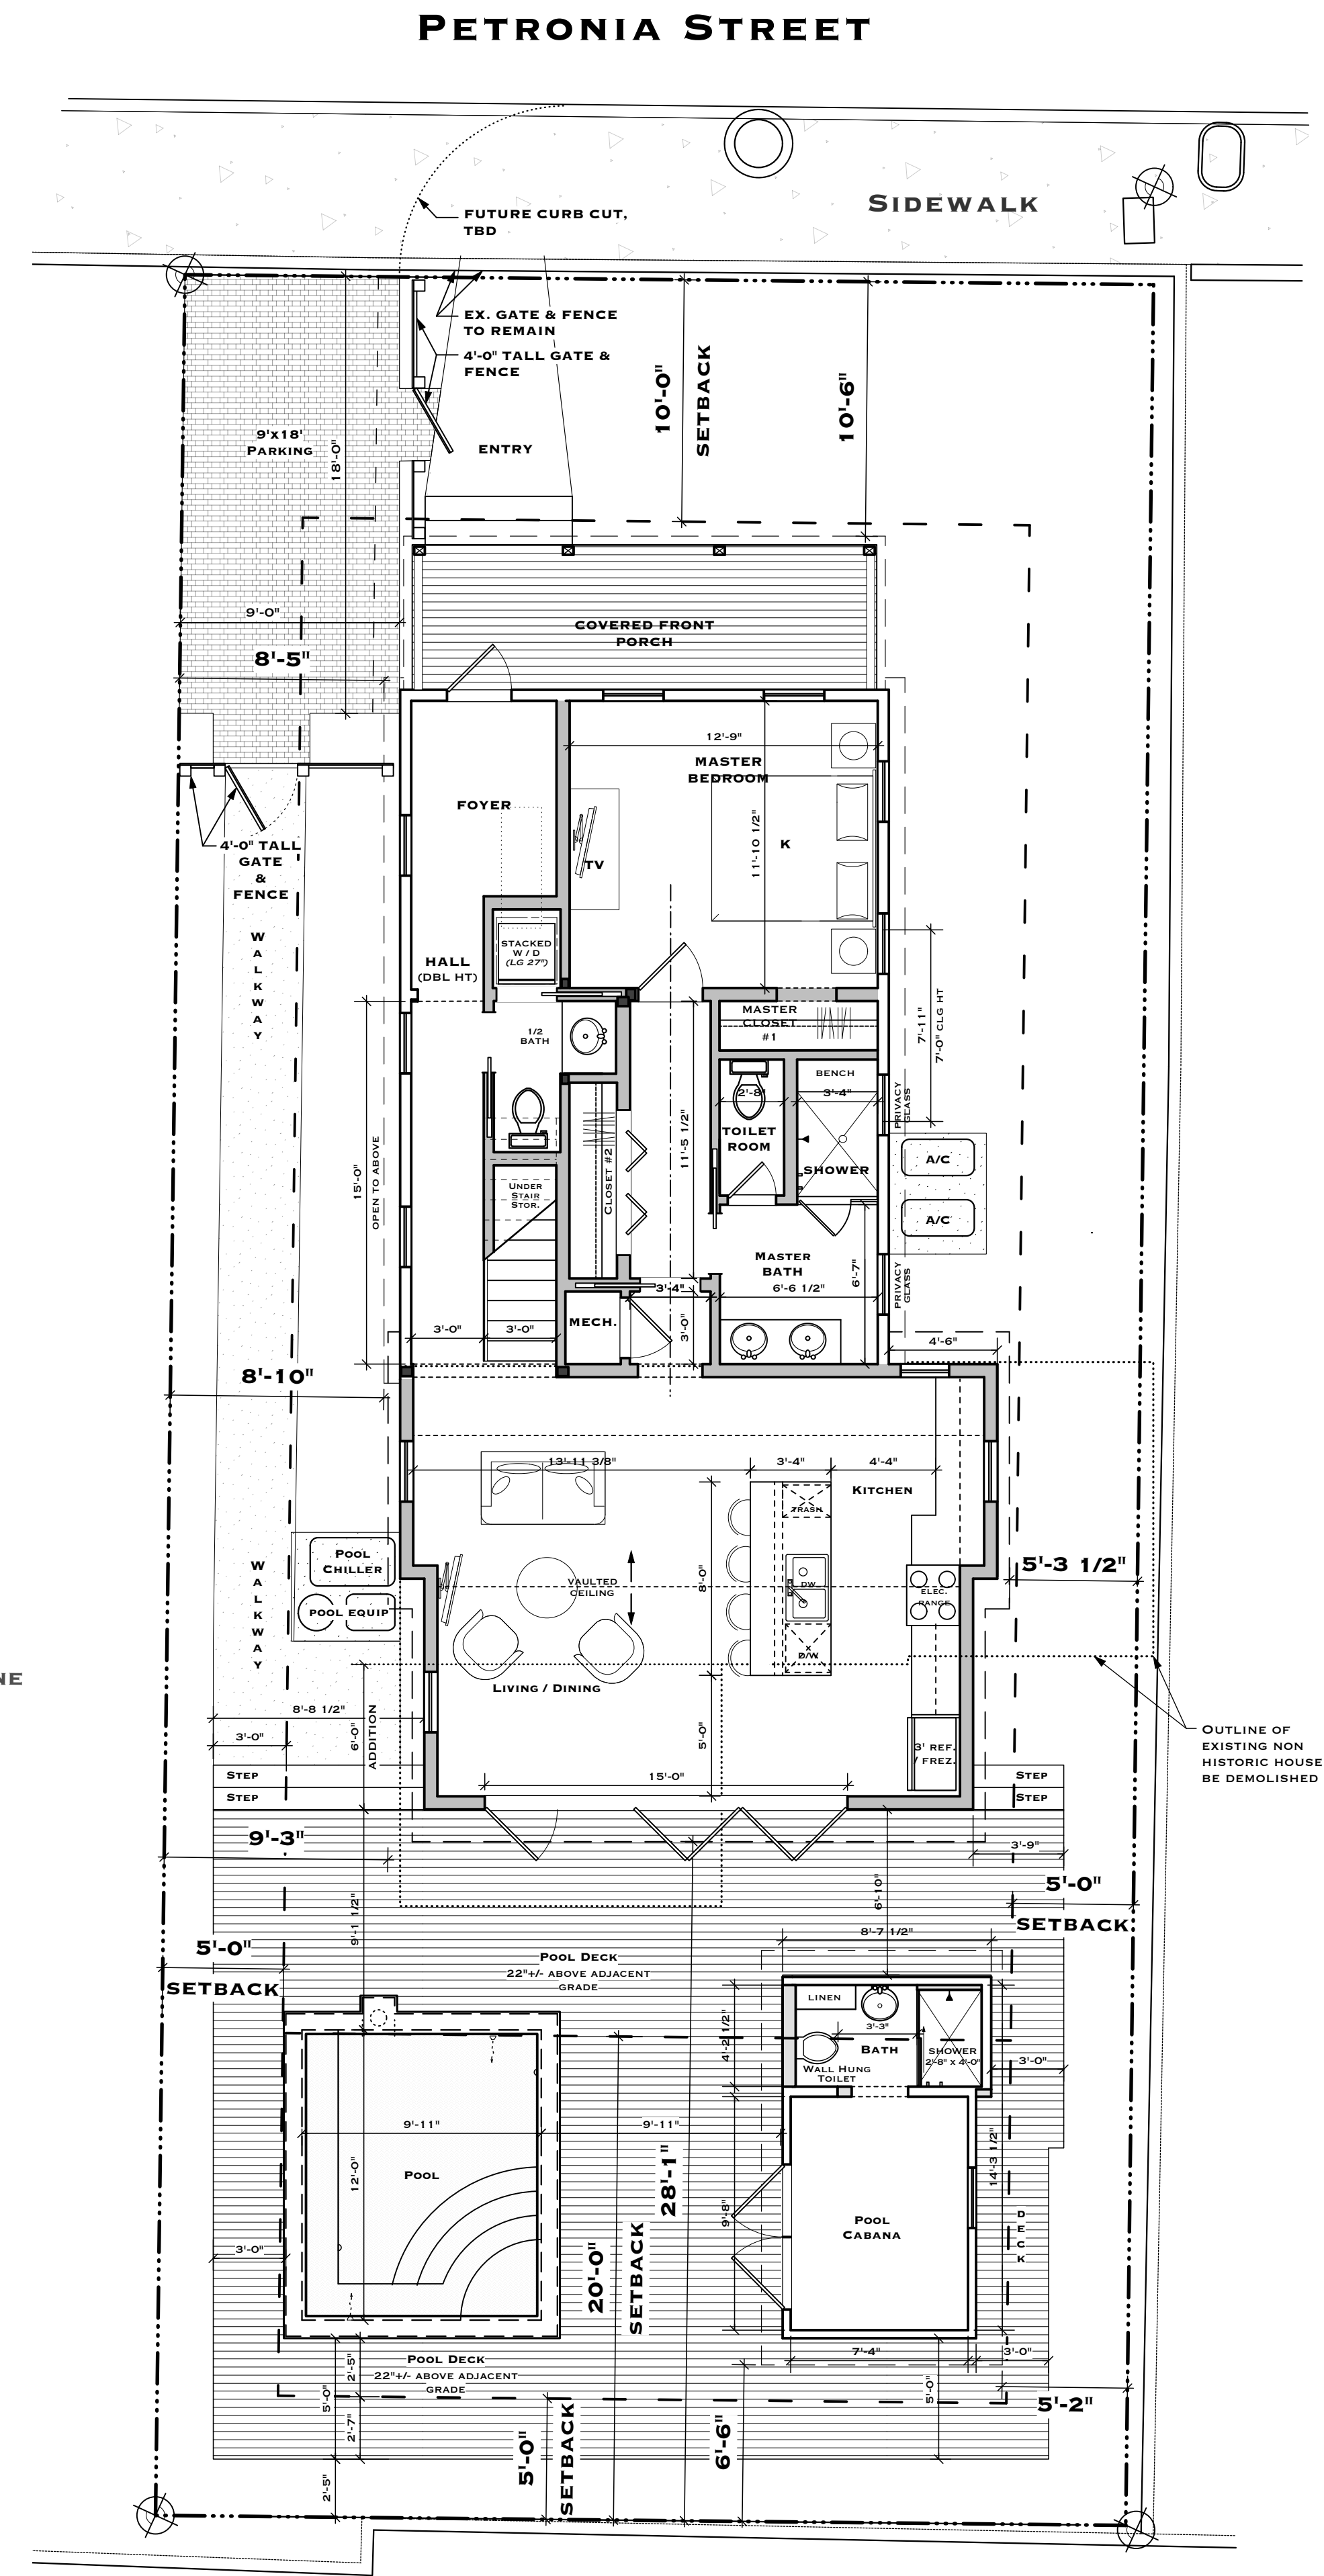 PETRONIA STREET
SIDEWALK
FUTURE CURB CUT,
TBD
EX. GATE & FENCE
TO REMAIN
4'-0" TALL GATE &
FENCE
10'-0"
SETBACK
10'-6"
9'x18'
PARKING
18'-0"
ENTRY
9'-0"
8'-5"
COVERED FRONT
PORCH
12'-9"
MASTER
BEDROOM
FOYER
11'-10 1/2"
K
TV
4'-0" TALL
GATE
&
FENCE
WALKWAY
HALL
(DBL HT)
STACKED
W / D
(LG 27")
1/2
BATH
MASTER
CLOSET
#1
7'-11"
7'-0" CLG HT
BENCH
2'-8"
3'-4"
PRIVACY
GLASS
TOILET
ROOM
SHOWER
A/C
A/C
15'-0"
OPEN TO ABOVE
11'-5 1/2"
CLOSET #2
UNDER
STAIR
STOR.
MASTER
BATH
6'-7"
PRIVACY
GLASS
3'-4"
6'-6 1/2"
MECH.
3'-0"
3'-0"
3'-0"
4'-6"
8'-10"
13'-11 3/8"
3'-4"
4'-4"
KITCHEN
TRASH
POOL
CHILLER
POOL EQUIP
WALKWAY
VAULTED
CEILING
8'-0"
DW
ELEC.
RANGE
5'-3 1/2"
D/W
LIVING / DINING
NE
8'-8 1/2"
3'-0"
6'-0"
ADDITION
5'-0"
3' REF.
/ FREZ.
OUTLINE OF
EXISTING NON
HISTORIC HOUSE
BE DEMOLISHED
STEP
STEP
STEP
STEP
15'-0"
9'-3"
3'-9"
9'-1 1/2"
6'-10"
5'-0"
SETBACK
8'-7 1/2"
5'-0"
SETBACK
POOL DECK
22"+/- ABOVE ADJACENT
GRADE
LINEN
4'-2 1/2"
3'-3"
BATH
SHOWER
2'-8" x 4'-0"
3'-0"
WALL HUNG
TOILET
9'-11"
9'-11"
12'-0"
POOL
28'-1"
14'-3 1/2"
9'-8"
POOL
CABANA
DECK
3'-0"
20'-0"
SETBACK
7'-4"
3'-0"
POOL DECK
22"+/- ABOVE ADJACENT
GRADE
2'-5"
5'-0"
2'-7"
5'-0"
5'-2"
5'-0"
SETBACK
6'-6"
2'-5"